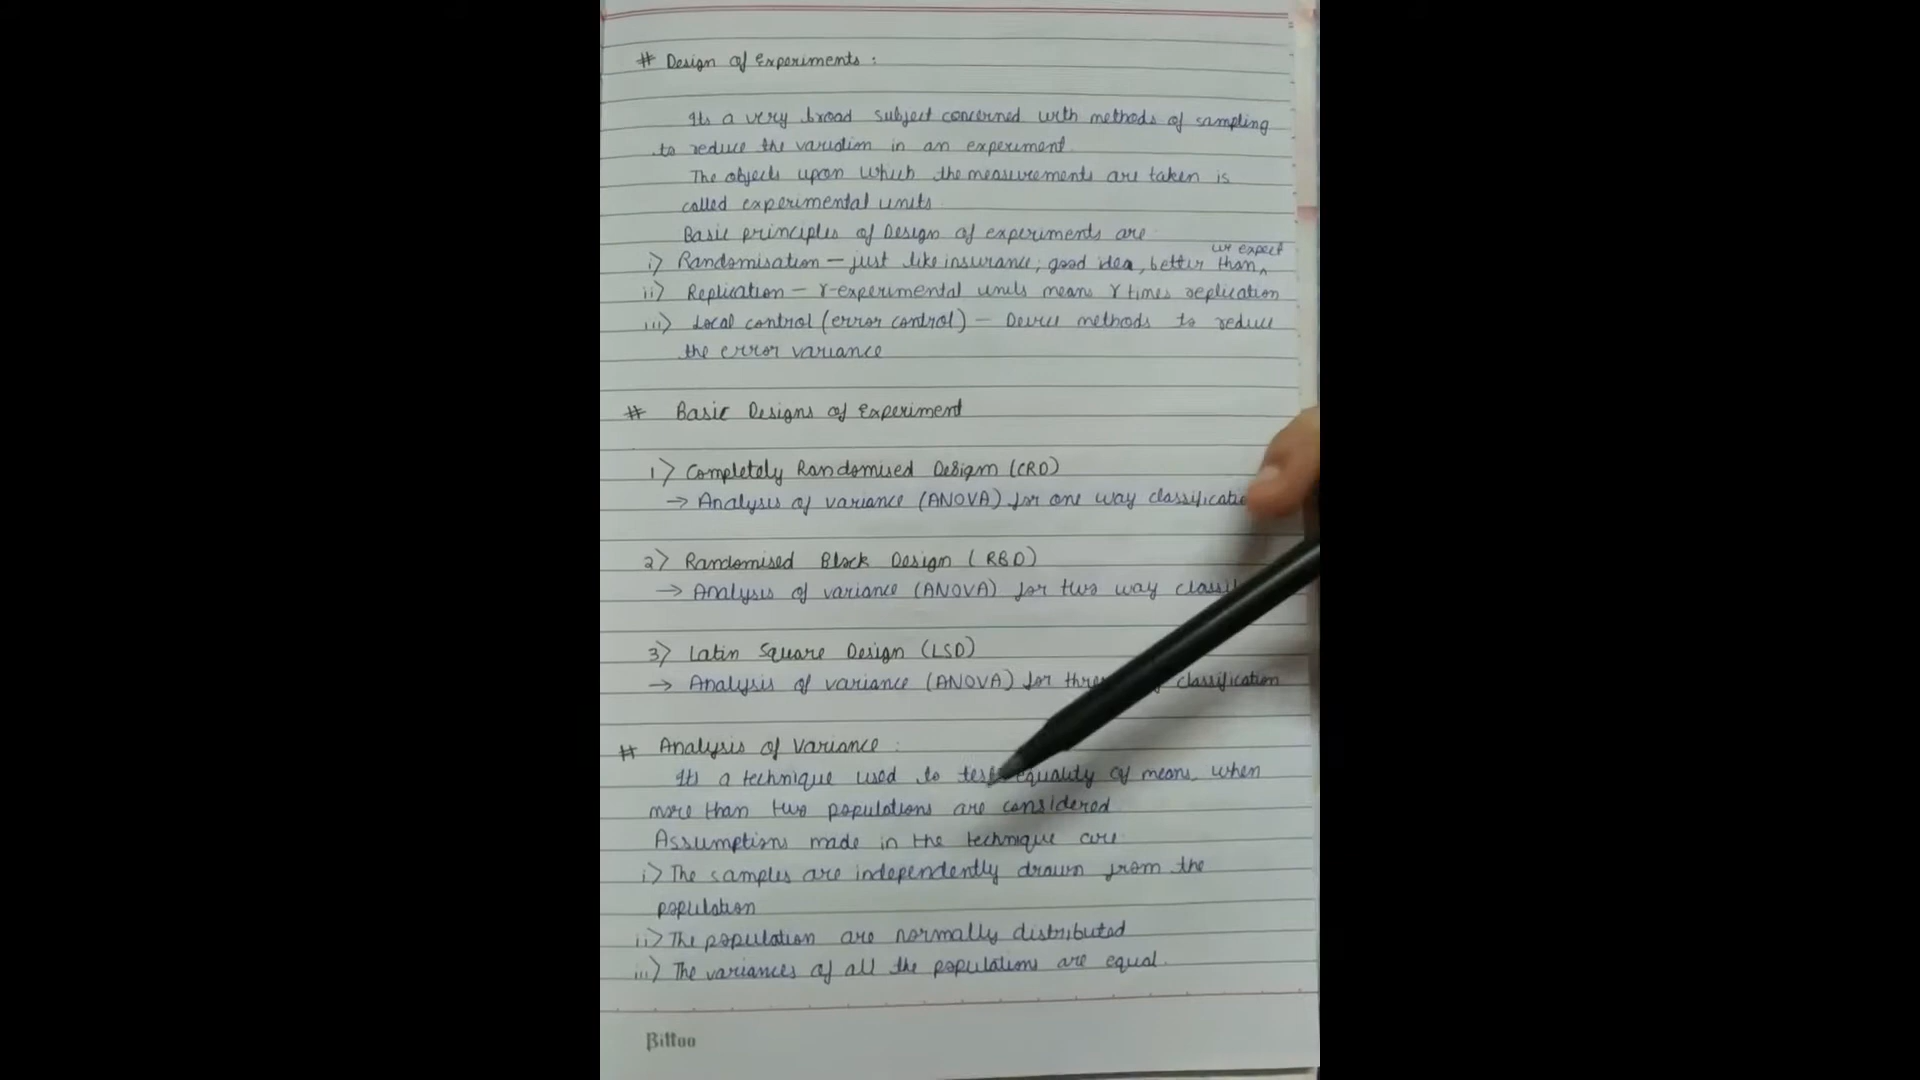 # Design of Experiments :
Its a very broad subject concerned with methods of sampling
to reduce the variation in an experiment.
The objects upon which the measurements are taken is
called experimental units.
Basic principles of Design of experiments are
we expect
i) Randomisation – just like insurance; good idea, better than ^
ii) Replication – r-experimental units means r times replication
iii) Local control (error control) – Device methods to reduce
the error variance
# Basic Designs of Experiment
1) Completely Randomised Design (CRD)
→ Analysis of variance (ANOVA) for one way
2) Randomised Block Design (RBD)
→ Analysis of variance (ANOVA) for two way
3) Latin Square Design (LSD)
→ Analysis of variance (ANOVA) for classification
# Analysis of Variance :
Its a technique used to test equality of means, when
more than two populations are considered
Assumptions made in the technique are
i) The samples are independently drawn from the
population
ii) The population are normally distributed
iii) The variances of all the populations are equal.
Bittoo